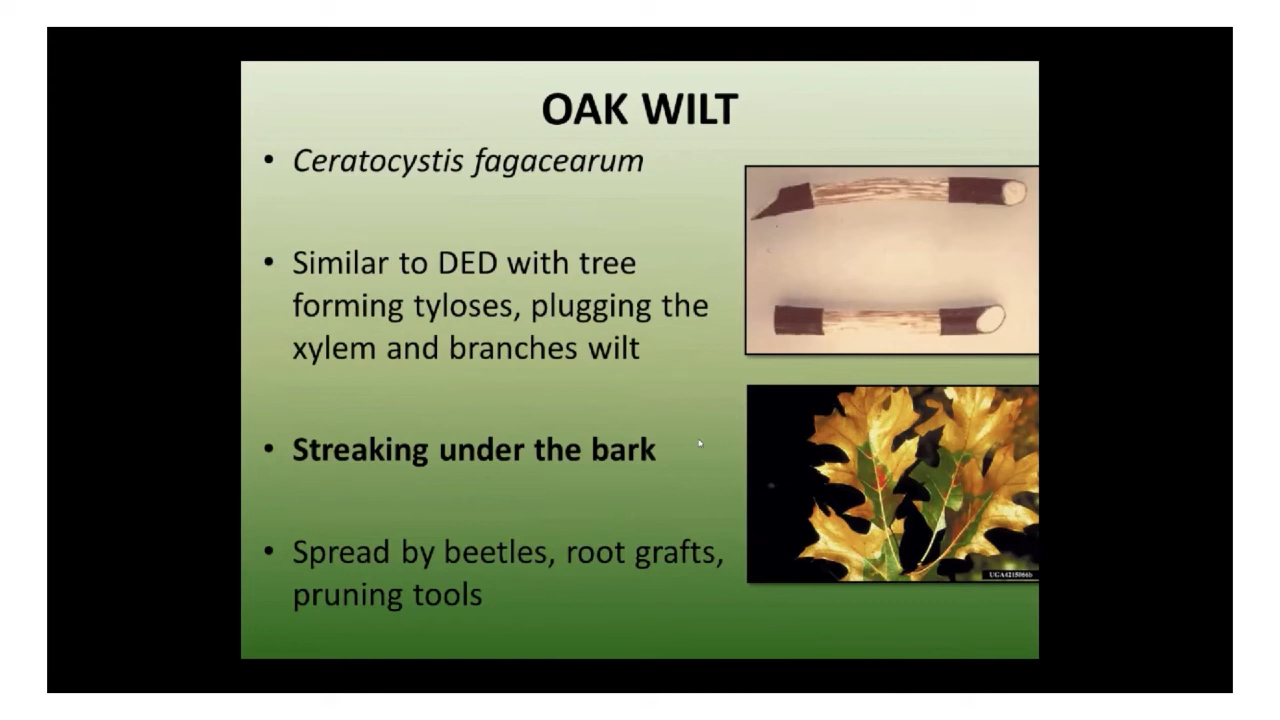 OAK WILT
• Ceratocystis fagacearum
• Similar to DED with tree
forming tyloses, plugging the
xylem and branches wilt
• Streaking under the bark
• Spread by beetles, root grafts,
pruning tools
UGA4215066b